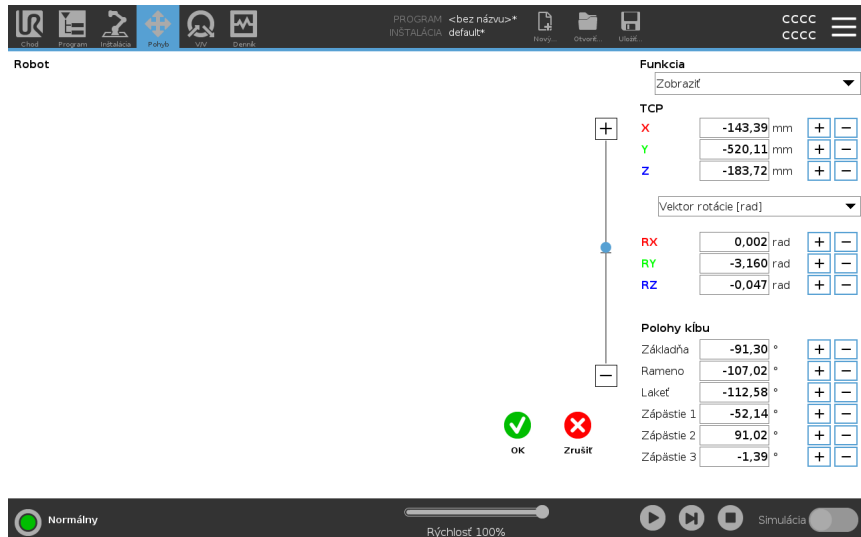 UR
Chod Program Inštalácia Pohyb V/V Denník
PROGRAM <bez názvu>*
INŠTALÁCIA default*
Nový... Otvoriť... Uložiť...
CCCC
CCCC
Robot
Funkcia
Zobraziť
TCP
X -143,39 mm + −
Y -520,11 mm + −
Z -183,72 mm + −
Vektor rotácie [rad]
RX 0,002 rad + −
RY -3,160 rad + −
RZ -0,047 rad + −
Polohy kĺbu
Základňa -91,30 ° + −
Rameno -107,02 ° + −
Lakeť -112,58 ° + −
Zápästie 1 -52,14 ° + −
Zápästie 2 91,02 ° + −
Zápästie 3 -1,39 ° + −
OK Zrušiť
Normálny
Rýchlosť 100%
Simulácia